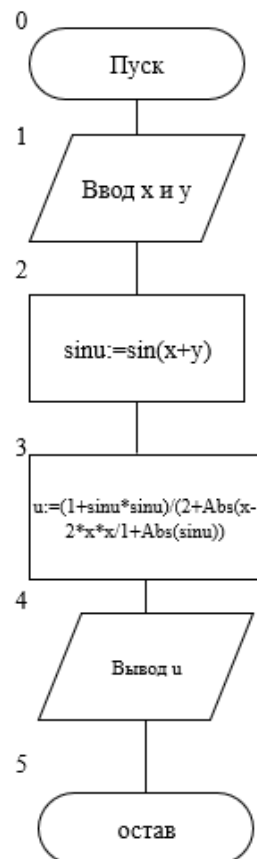 0
Пуск
1
Ввод x и y
2
sinu:=sin(x+y)
3
u:=(1+sinu*sinu)/(2+Abs(x-
2*x*x/1+Abs(sinu))
4
Вывод u
5
остав